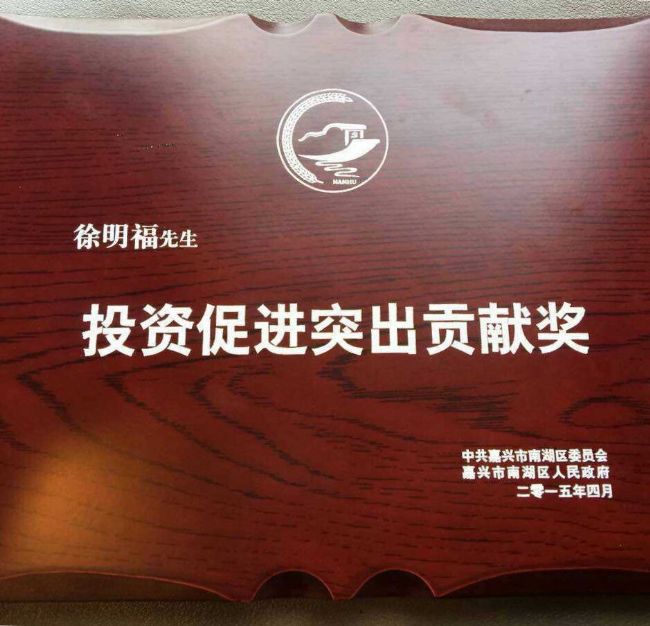 NANHU
徐明福先生
投资促进突出贡献奖
中共嘉兴市南湖区委员会
嘉兴市南湖区人民政府
二零一五年四月